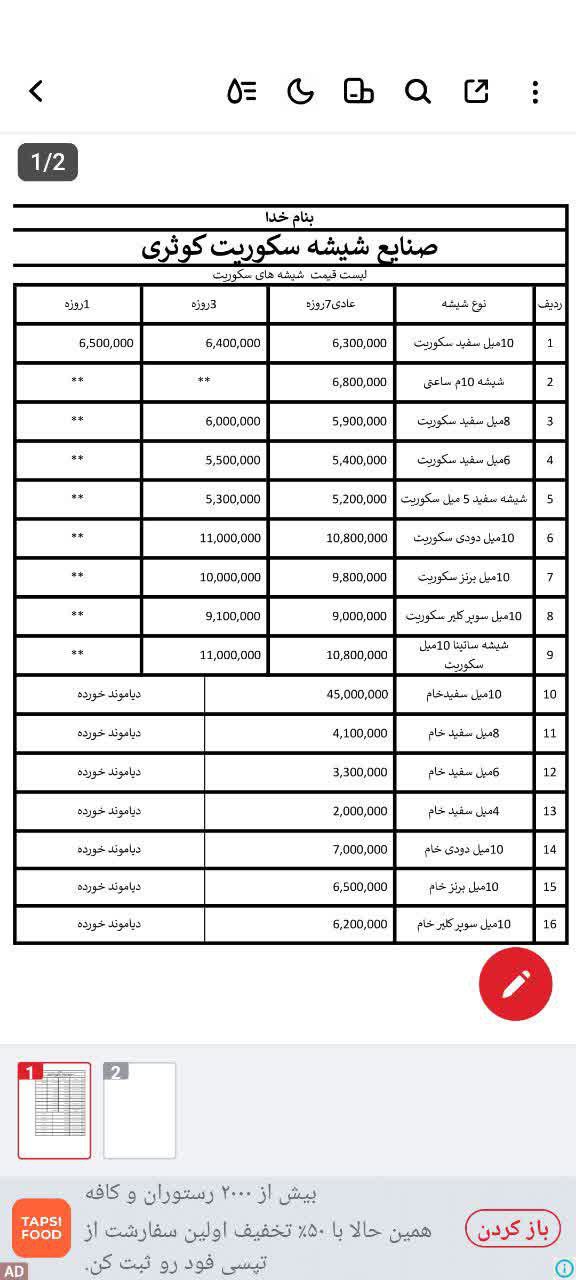 1/2
بنام خدا
صنایع شیشه سکوریت کوثری
لیست قیمت شیشه های سکوریت
ردیف نوع شیشه عادی7روزه 3روزه 1روزه
1 10میل سفید سکوریت 6,300,000 6,400,000 6,500,000
2 شیشه 10م ساعتی 6,800,000 ** **
3 8میل سفید سکوریت 5,900,000 6,000,000 **
4 6میل سفید سکوریت 5,400,000 5,500,000 **
5 شیشه سفید 5 میل سکوریت 5,200,000 5,300,000 **
6 10میل دودی سکوریت 10,800,000 11,000,000 **
7 10میل برنز سکوریت 9,800,000 10,000,000 **
8 10میل سوپر کلیر سکوریت 9,000,000 9,100,000 **
9 شیشه ساتینا 10میل سکوریت 10,800,000 11,000,000 **
10 10میل سفیدخام 45,000,000 دیاموند خورده
11 8میل سفید خام 4,100,000 دیاموند خورده
12 6میل سفید خام 3,300,000 دیاموند خورده
13 4میل سفید خام 2,000,000 دیاموند خورده
14 10میل دودی خام 7,000,000 دیاموند خورده
15 10میل برنز خام 6,500,000 دیاموند خورده
16 10میل سوپر کلیر خام 6,200,000 دیاموند خورده
1 2
بیش از ۲۰۰۰ رستوران و کافه
همین حالا با ۵۰٪ تخفیف اولین سفارشت از
تپسی فود رو ثبت کن.
باز کردن
TAPSI
FOOD
AD